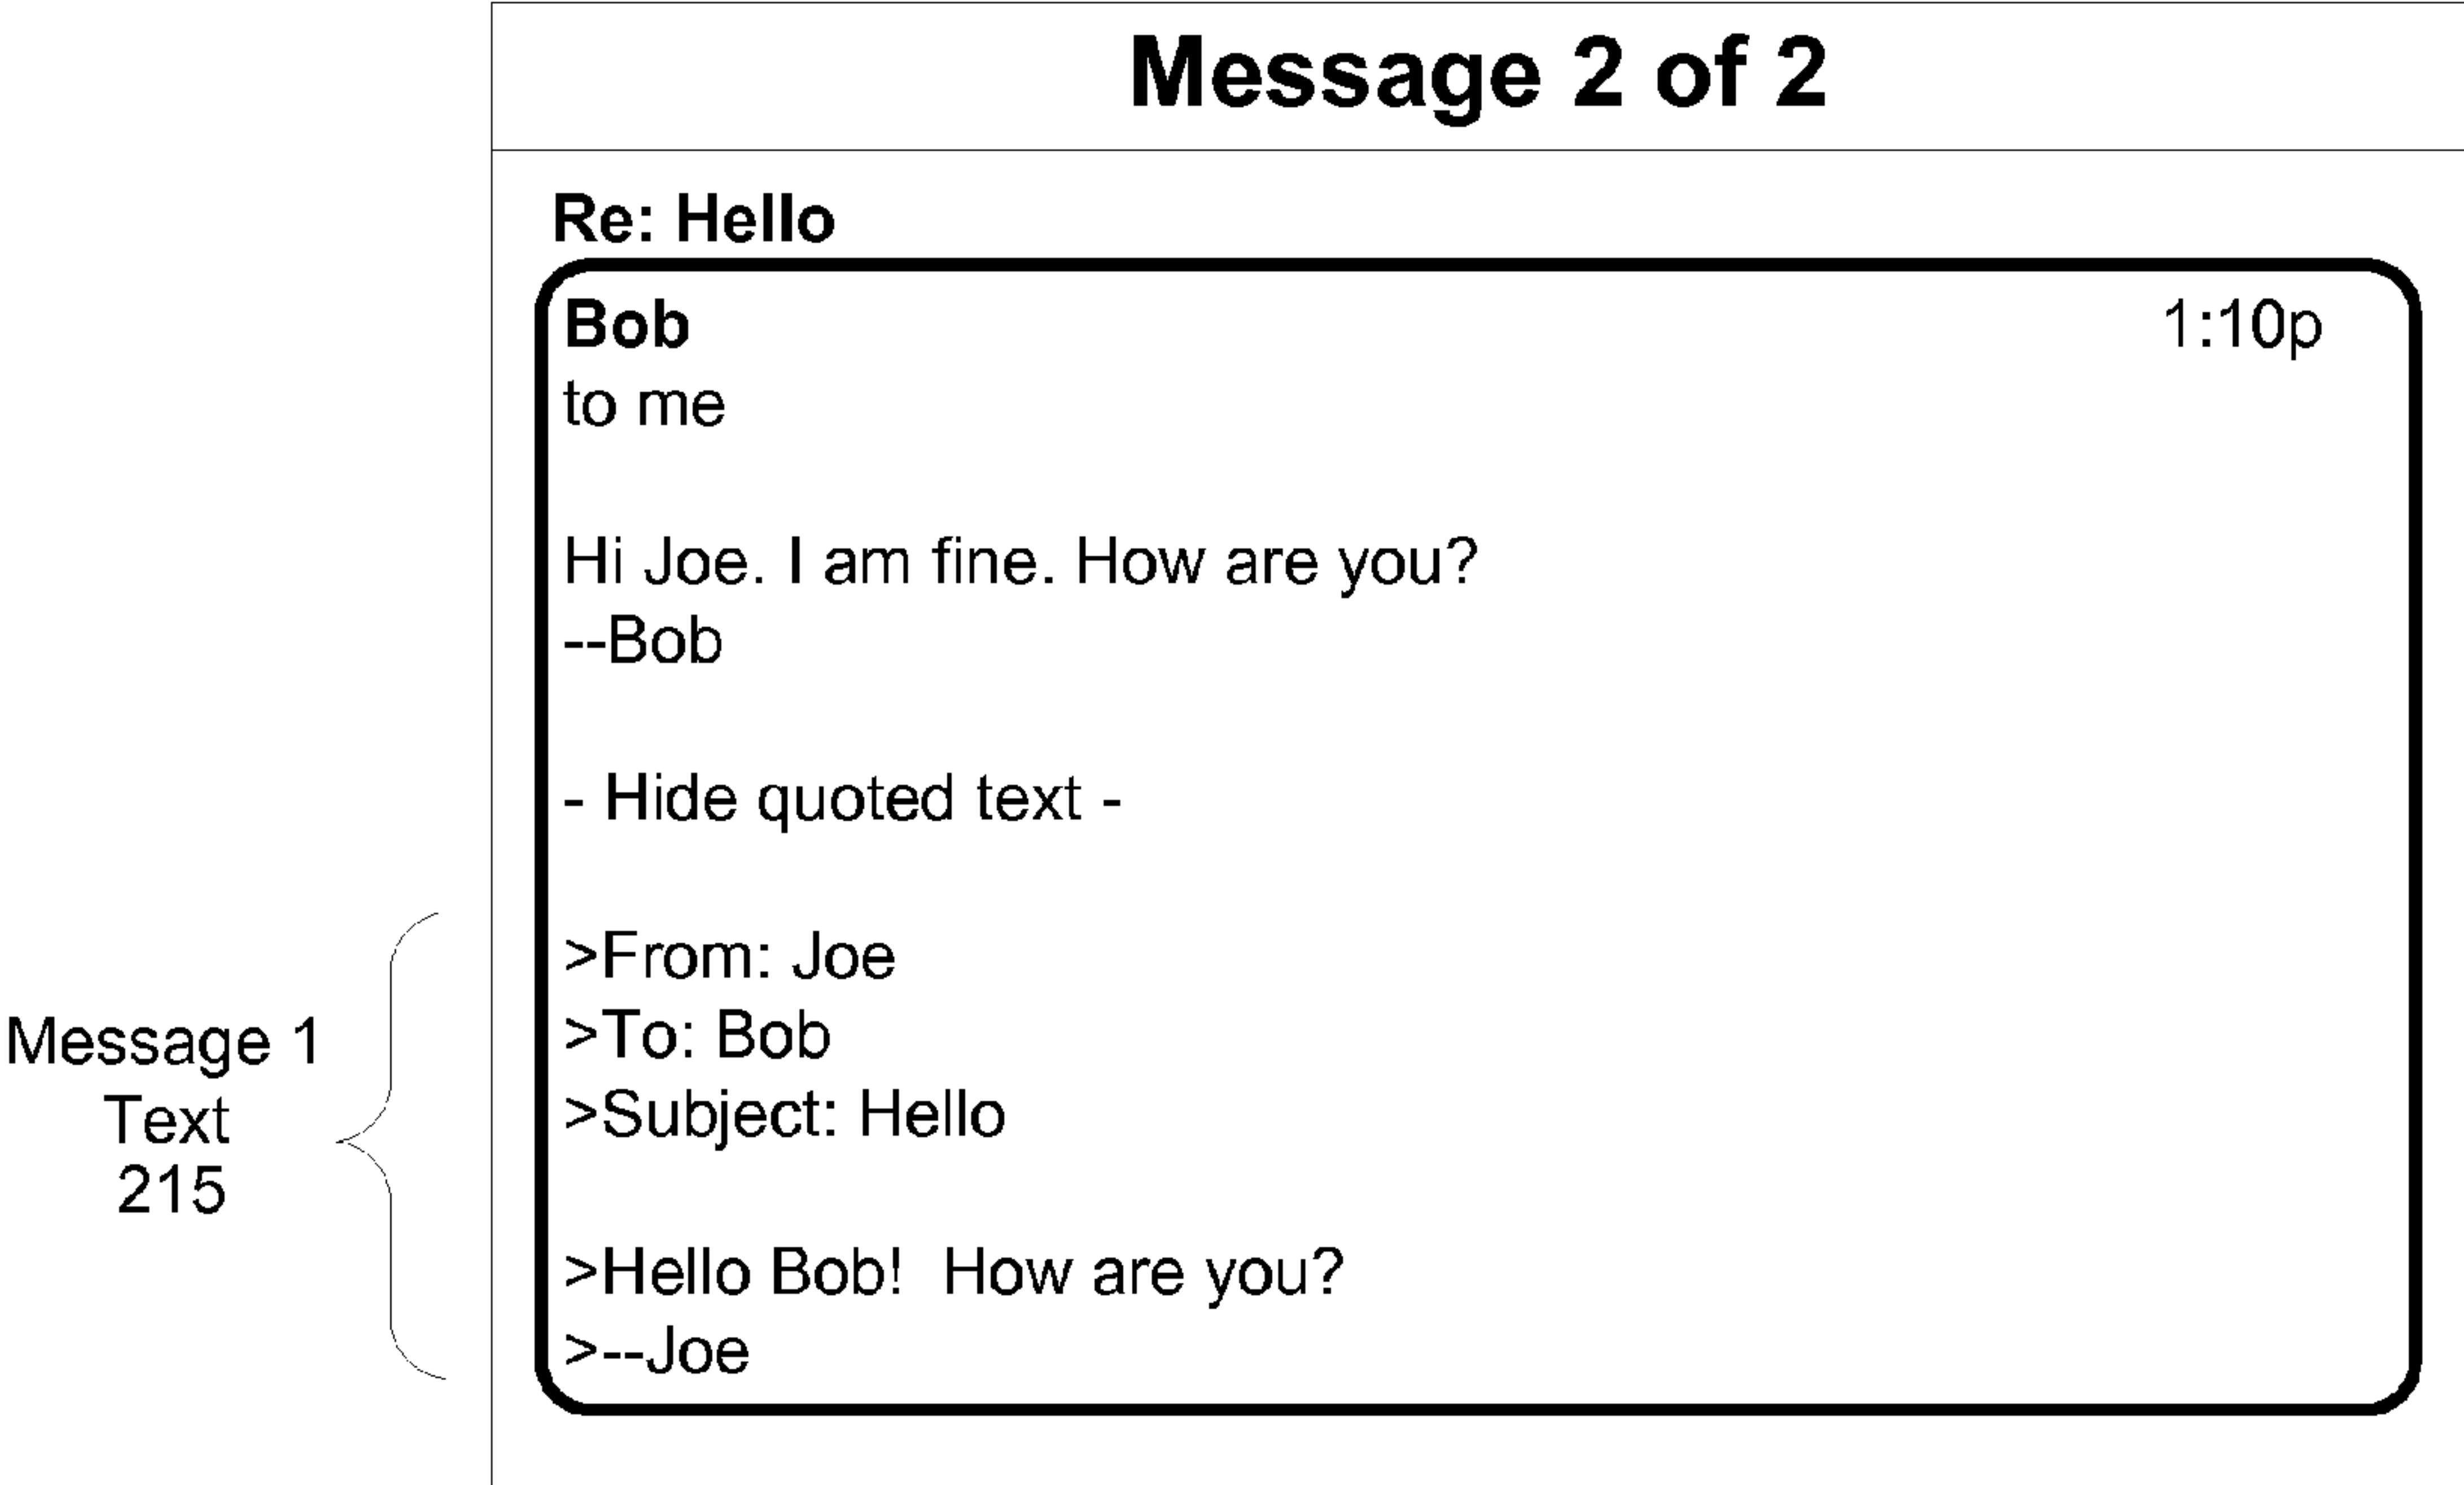 Message 2 of 2
Re: Hello
Bob 1:10p
to me
Hi Joe. I am fine. How are you?
--Bob
- Hide quoted text -
>From: Joe
>To: Bob
>Subject: Hello
>Hello Bob!  How are you?
>--Joe
Message 1
Text
215